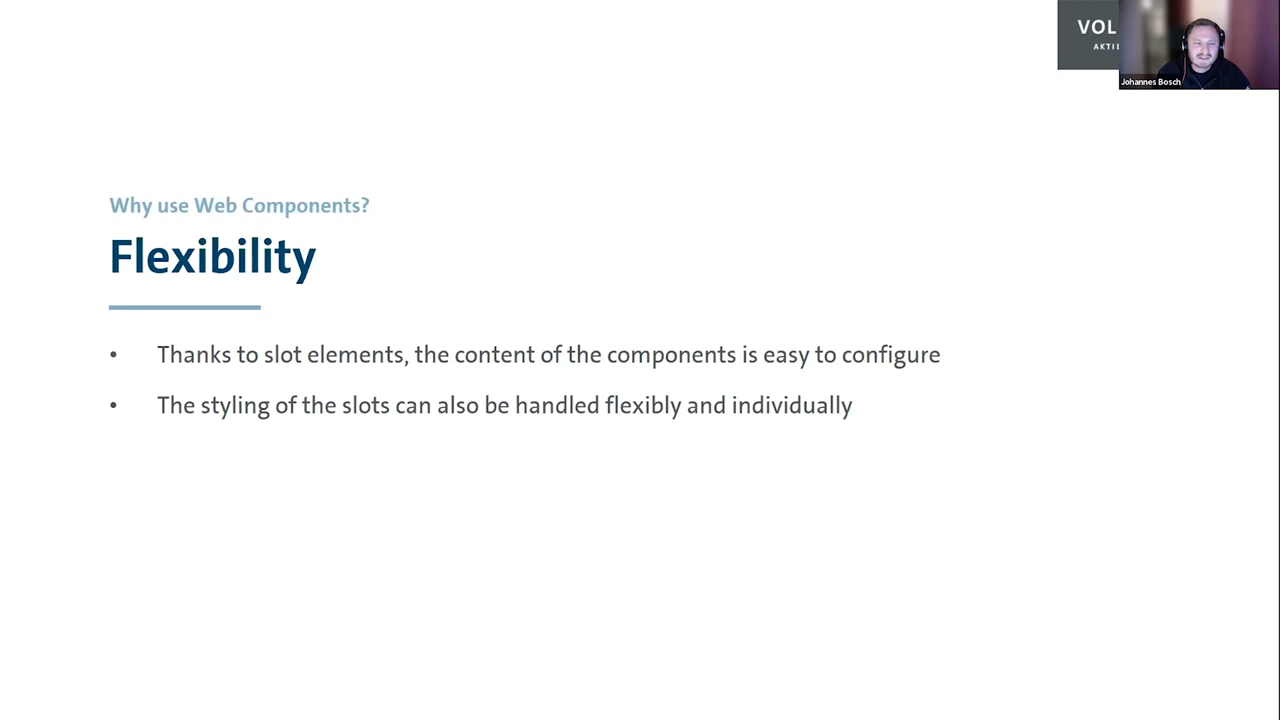 VOL
AKTIE
Johannes Bosch
Why use Web Components?
Flexibility
• Thanks to slot elements, the content of the components is easy to configure
• The styling of the slots can also be handled flexibly and individually